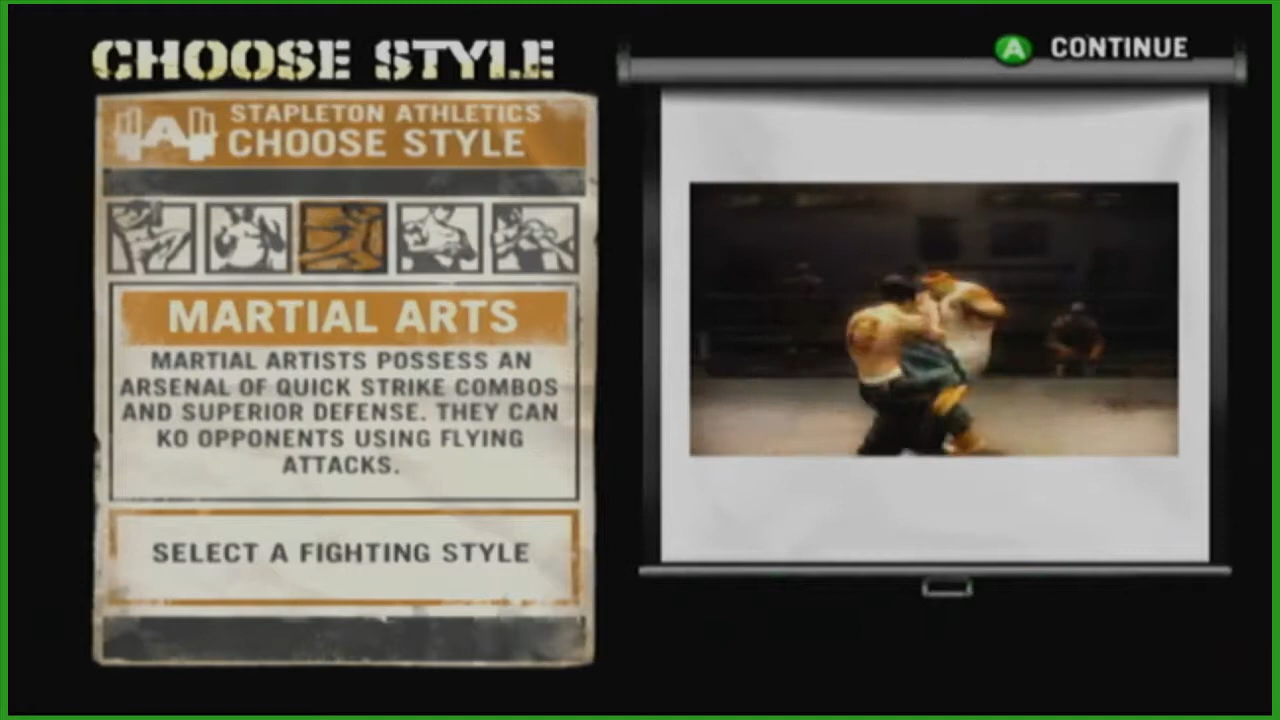 CHOOSE STYLE
A CONTINUE
A STAPLETON ATHLETICS
CHOOSE STYLE
MARTIAL ARTS
MARTIAL ARTISTS POSSESS AN
ARSENAL OF QUICK STRIKE COMBOS
AND SUPERIOR DEFENSE. THEY CAN
KO OPPONENTS USING FLYING
ATTACKS.
SELECT A FIGHTING STYLE